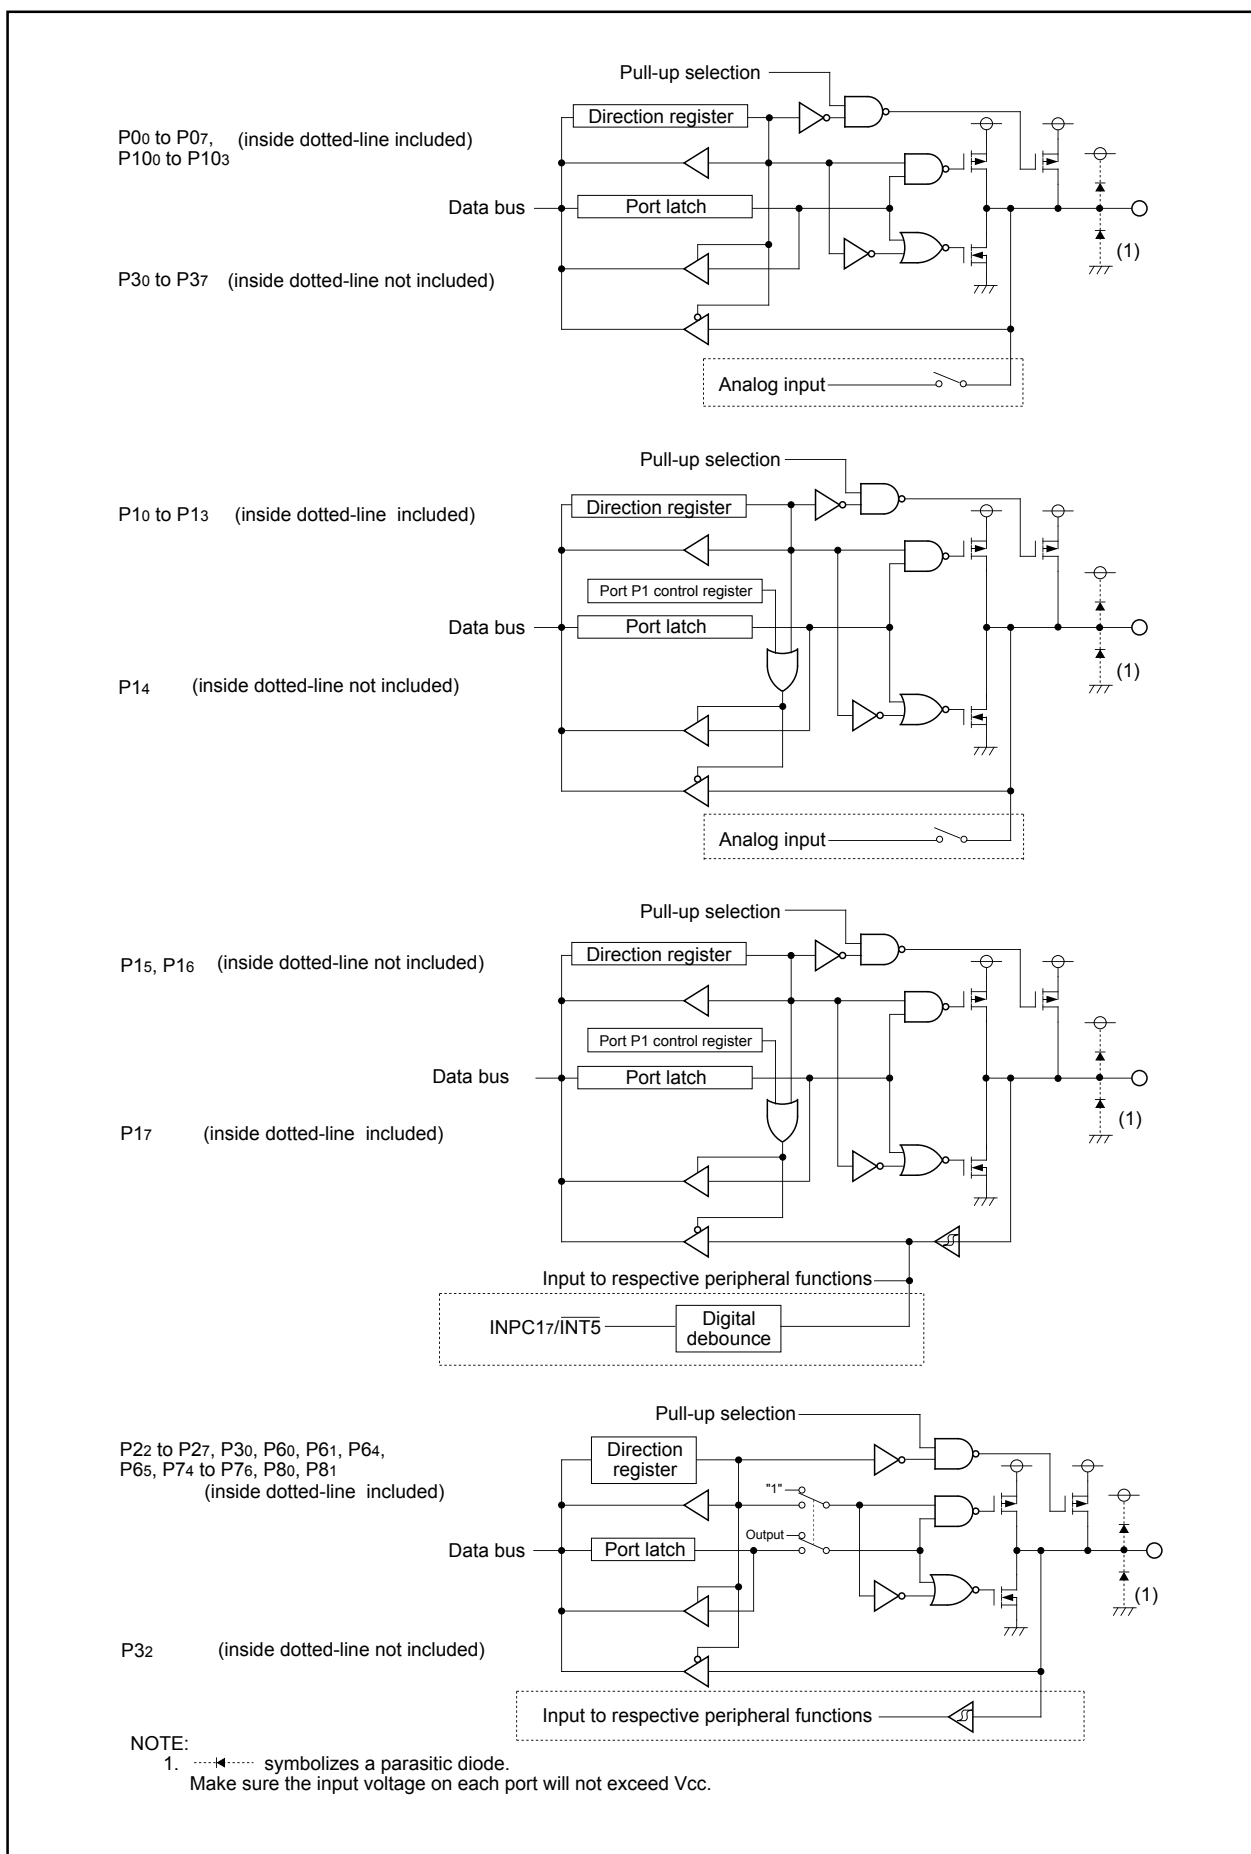 Pull-up selection
Direction register
P00 to P07, (inside dotted-line included)
P100 to P103
Data bus
Port latch
(1)
P30 to P37 (inside dotted-line not included)
Analog input
Pull-up selection
Direction register
P10 to P13 (inside dotted-line included)
Port P1 control register
Data bus
Port latch
(1)
P14 (inside dotted-line not included)
Analog input
Pull-up selection
Direction register
P15, P16 (inside dotted-line not included)
Port P1 control register
Data bus
Port latch
(1)
P17 (inside dotted-line included)
Input to respective peripheral functions
INPC17/INT5
Digital
debounce
Pull-up selection
P22 to P27, P30, P60, P61, P64,
P65, P74 to P76, P80, P81
(inside dotted-line included)
Direction
register
"1"
Output
Data bus
Port latch
(1)
P32 (inside dotted-line not included)
Input to respective peripheral functions
NOTE:
1. symbolizes a parasitic diode.
Make sure the input voltage on each port will not exceed Vcc.